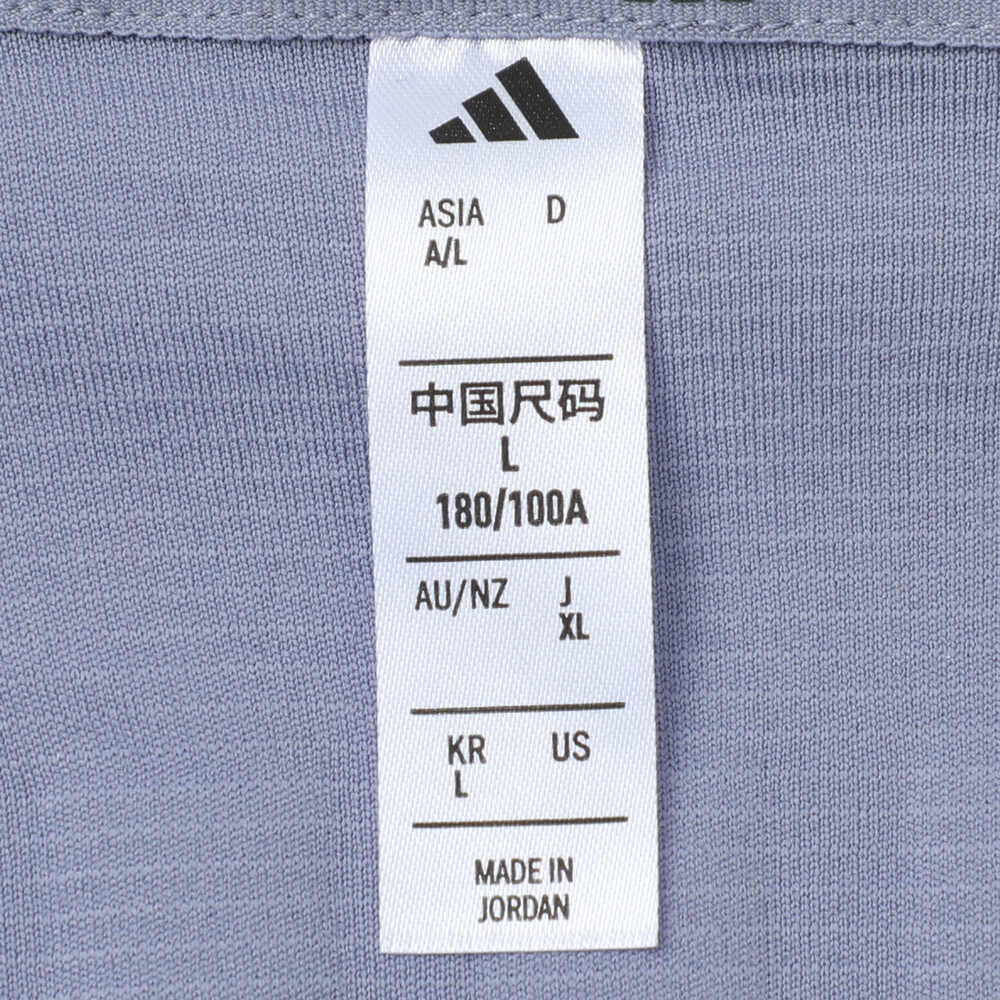 ASIA D
A/L
中国尺码
L
180/100A
AU/NZ J
XL
KR US
L
MADE IN
JORDAN